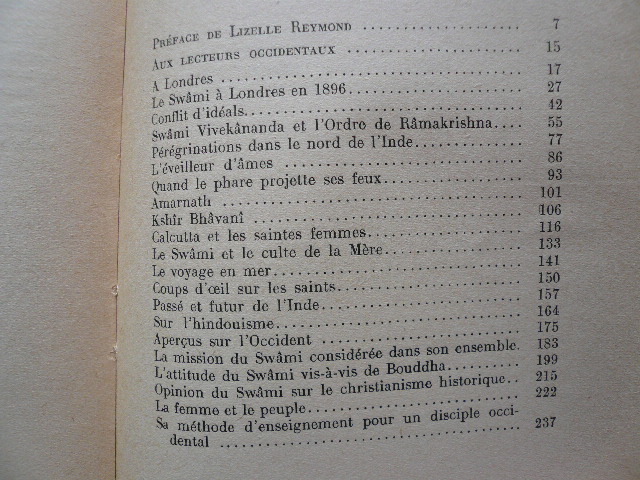 PRÉFACE DE LIZELLE REYMOND .................... 7
AUX LECTEURS OCCIDENTAUX .................... 15
A Londres .................... 17
Le Swâmi à Londres en 1896 .................... 27
Conflit d'idéals .................... 42
Swâmi Vivekânanda et l'Ordre de Râmakrishna .... 55
Pérégrinations dans le nord de l'Inde .................... 77
L'éveilleur d'âmes .................... 86
Quand le phare projette ses feux .................... 93
Amarnath .................... 101
Kshîr Bhâvanî .................... 106
Calcutta et les saintes femmes .................... 116
Le Swâmi et le culte de la Mère .................... 133
Le voyage en mer .................... 141
Coups d'œil sur les saints .................... 150
Passé et futur de l'Inde .................... 157
Sur l'hindouisme .................... 164
Aperçus sur l'Occident .................... 175
La mission du Swâmi considérée dans son ensemble. 183
L'attitude du Swâmi vis-à-vis de Bouddha .................... 199
Opinion du Swâmi sur le christianisme historique .. 215
La femme et le peuple .................... 222
Sa méthode d'enseignement pour un disciple occi-
dental .................... 237